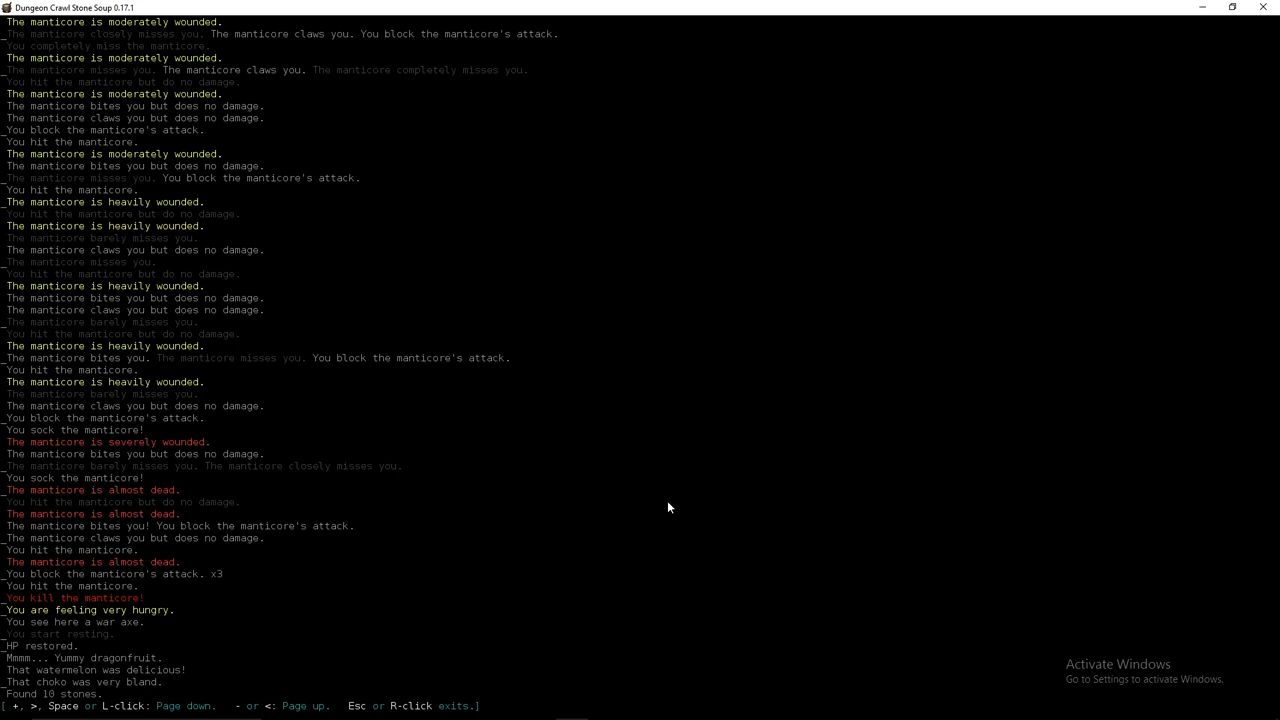 Dungeon Crawl Stone Soup 0.17.1
The manticore is moderately wounded.
_The manticore closely misses you. The manticore claws you. You block the manticore's attack.
You completely miss the manticore.
The manticore is moderately wounded.
_The manticore misses you. The manticore claws you. The manticore completely misses you.
You hit the manticore but do no damage.
The manticore is moderately wounded.
The manticore bites you but does no damage.
The manticore claws you but does no damage.
_You block the manticore's attack.
You hit the manticore.
The manticore is moderately wounded.
The manticore bites you but does no damage.
_The manticore misses you. You block the manticore's attack.
You hit the manticore.
_The manticore is heavily wounded.
You hit the manticore but do no damage.
The manticore is heavily wounded.
The manticore barely misses you.
The manticore claws you but does no damage.
_The manticore misses you.
You hit the manticore but do no damage.
The manticore is heavily wounded.
The manticore bites you but does no damage.
The manticore claws you but does no damage.
_The manticore barely misses you.
You hit the manticore but do no damage.
The manticore is heavily wounded.
_The manticore bites you. The manticore misses you. You block the manticore's attack.
You hit the manticore.
The manticore is heavily wounded.
The manticore barely misses you.
The manticore claws you but does no damage.
_You block the manticore's attack.
You sock the manticore!
The manticore is severely wounded.
The manticore bites you but does no damage.
_The manticore barely misses you. The manticore closely misses you.
You sock the manticore!
_The manticore is almost dead.
You hit the manticore but do no damage.
The manticore is almost dead.
The manticore bites you! You block the manticore's attack.
_The manticore claws you but does no damage.
You hit the manticore.
The manticore is almost dead.
_You block the manticore's attack. x3
You hit the manticore.
_You kill the manticore!
_You are feeling very hungry.
You see here a war axe.
_You start resting.
_HP restored.
Mmmm... Yummy dragonfruit.
That watermelon was delicious!
_That choko was very bland.
Found 10 stones.
[ +, >, Space or L-click: Page down.   - or <: Page up.   Esc or R-click exits.]
Activate Windows
Go to Settings to activate Windows.